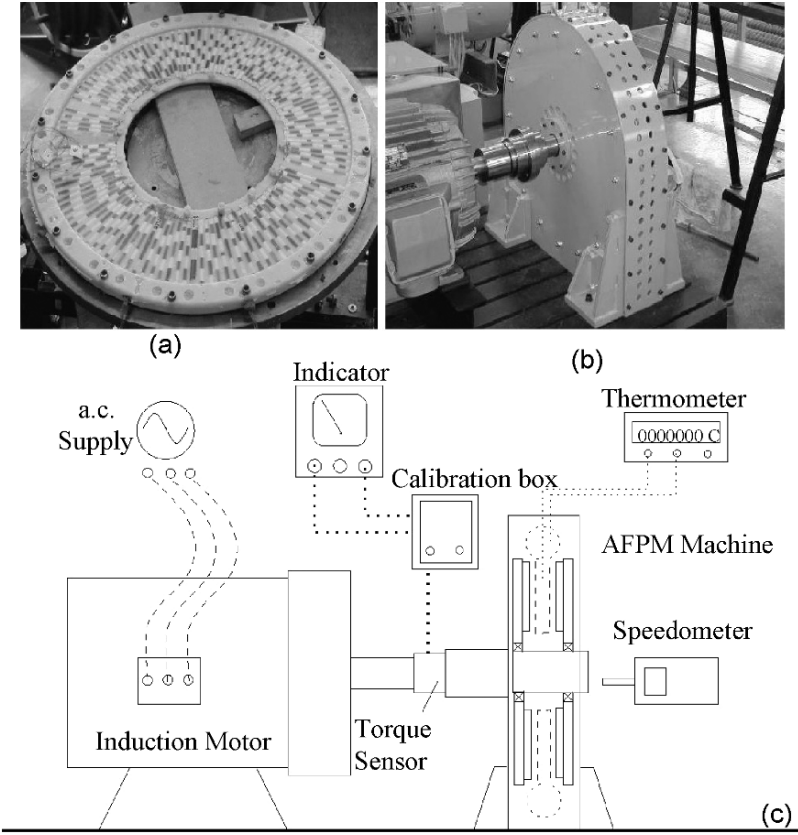 (a)
(b)
Indicator
a.c.
Supply
Thermometer
0000000 C
Calibration box
AFPM Machine
Speedometer
Torque
Sensor
Induction Motor
(c)